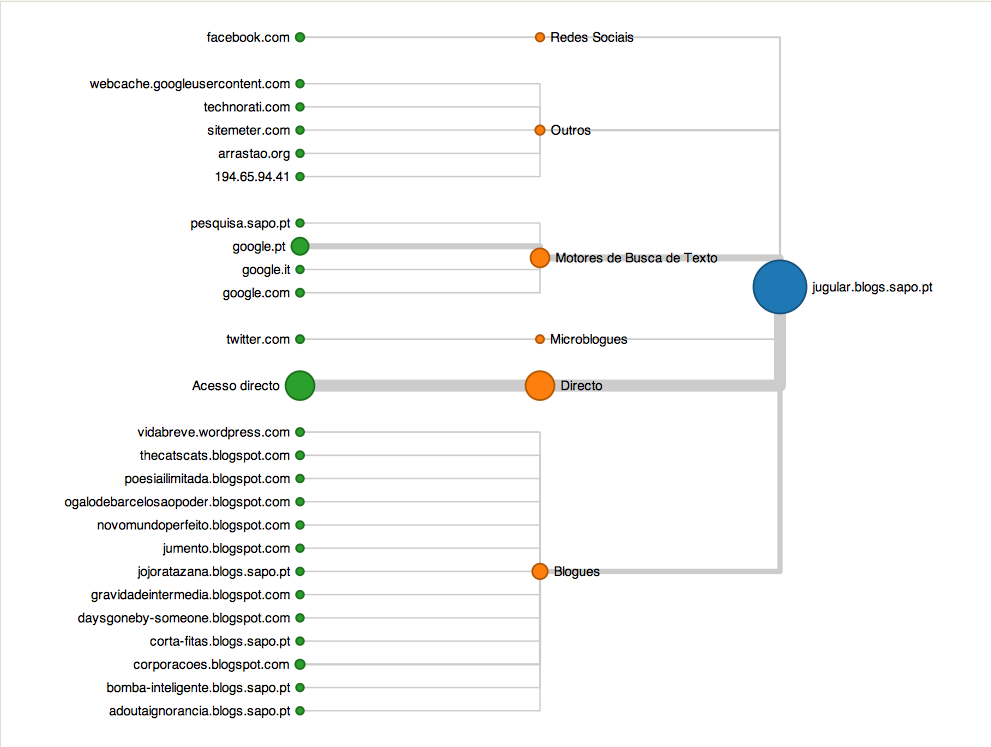 facebook.com
Redes Sociais
webcache.googleusercontent.com
technorati.com
sitemeter.com
Outros
arrastao.org
194.65.94.41
pesquisa.sapo.pt
google.pt
Motores de Busca de Texto
google.it
google.com
jugular.blogs.sapo.pt
twitter.com
Microblogues
Acesso directo
Directo
vidabreve.wordpress.com
thecatscats.blogspot.com
poesiailimitada.blogspot.com
ogalodebarcelosaopoder.blogspot.com
novomundoperfeito.blogspot.com
jumento.blogspot.com
jojoratazana.blogs.sapo.pt
Blogues
gravidadeintermedia.blogspot.com
daysgoneby-someone.blogspot.com
corta-fitas.blogs.sapo.pt
corporacoes.blogspot.com
bomba-inteligente.blogs.sapo.pt
adoutaignorancia.blogs.sapo.pt